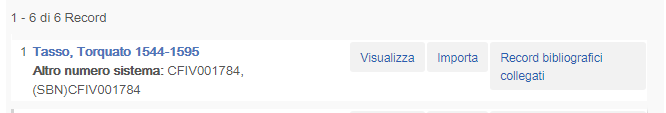 1 - 6 di 6 Record
1 Tasso, Torquato 1544-1595 Visualizza Importa Record bibliografici
Altro numero sistema: CFIV001784, collegati
(SBN)CFIV001784